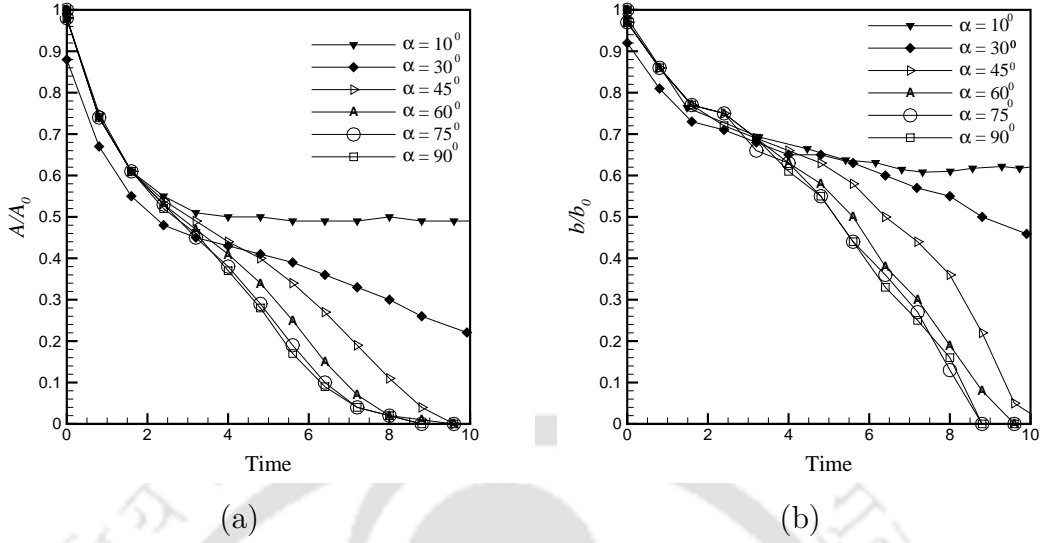 1
0.9
0.8
0.7
0.6
0.5
0.4
0.3
0.2
0.1
0
A/A₀
0 2 4 6 8 10
Time
α = 10⁰
α = 30⁰
α = 45⁰
α = 60⁰
α = 75⁰
α = 90⁰
(a)
1
0.9
0.8
0.7
0.6
0.5
0.4
0.3
0.2
0.1
0
b/b₀
0 2 4 6 8 10
Time
α = 10⁰
α = 30⁰
α = 45⁰
α = 60⁰
α = 75⁰
α = 90⁰
(b)